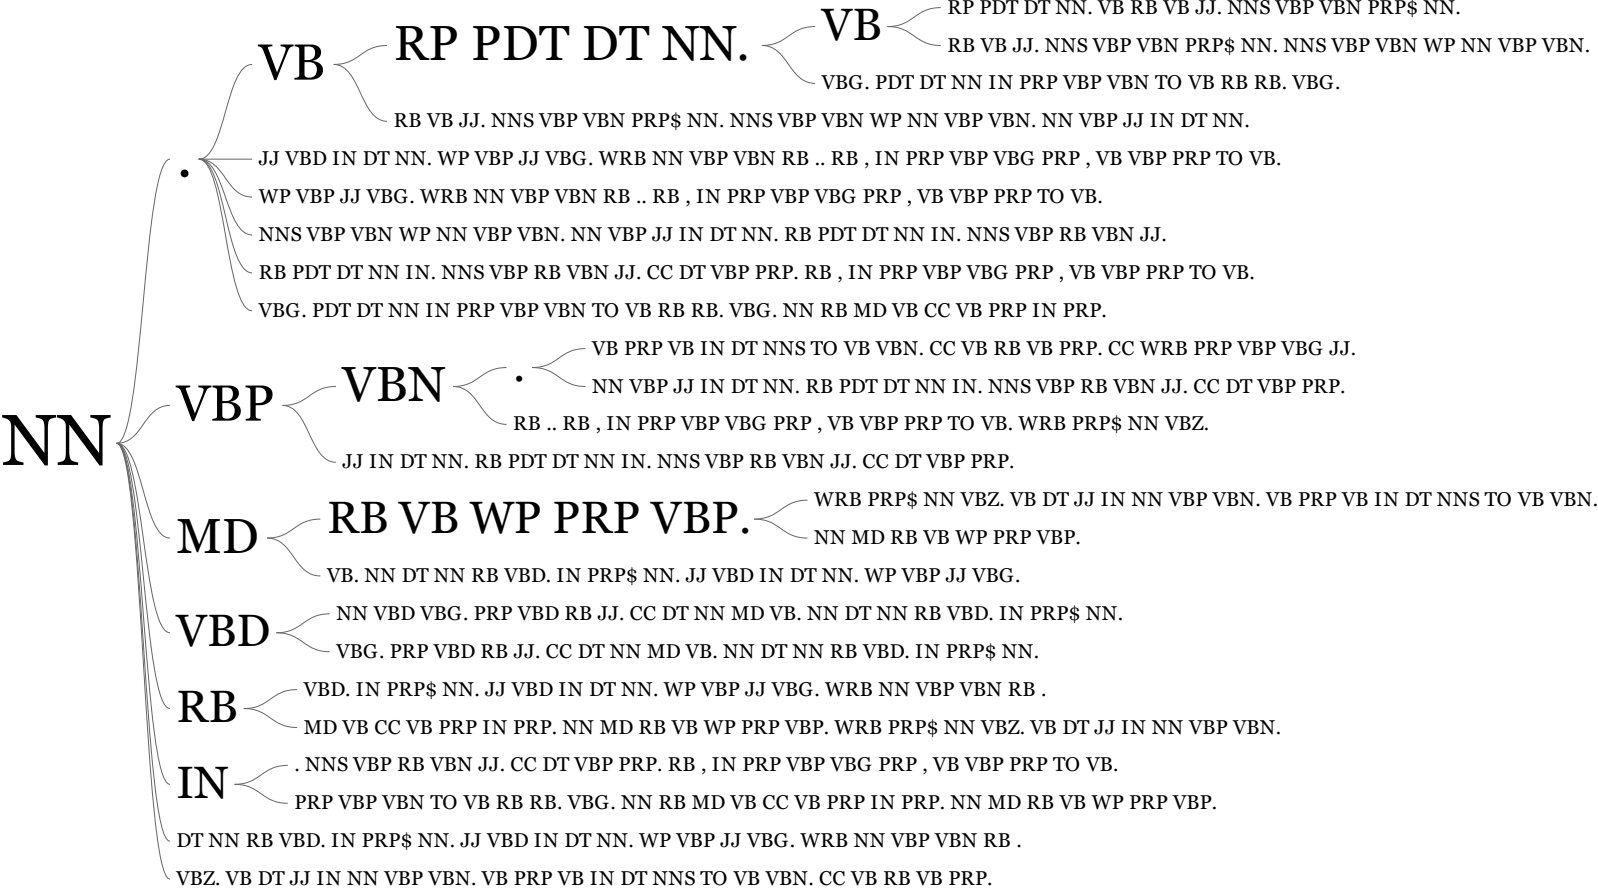 RP PDT DT NN. VB RB VB JJ. NNS VBP VBN PRP$ NN.
VB
RP PDT DT NN.
RB VB JJ. NNS VBP VBN PRP$ NN. NNS VBP VBN WP NN VBP VBN.
VB
VBG. PDT DT NN IN PRP VBP VBN TO VB RB RB. VBG.
RB VB JJ. NNS VBP VBN PRP$ NN. NNS VBP VBN WP NN VBP VBN. NN VBP JJ IN DT NN.
.
JJ VBD IN DT NN. WP VBP JJ VBG. WRB NN VBP VBN RB .. RB , IN PRP VBP VBG PRP , VB VBP PRP TO VB.
WP VBP JJ VBG. WRB NN VBP VBN RB .. RB , IN PRP VBP VBG PRP , VB VBP PRP TO VB.
NNS VBP VBN WP NN VBP VBN. NN VBP JJ IN DT NN. RB PDT DT NN IN. NNS VBP RB VBN JJ.
RB PDT DT NN IN. NNS VBP RB VBN JJ. CC DT VBP PRP. RB , IN PRP VBP VBG PRP , VB VBP PRP TO VB.
VBG. PDT DT NN IN PRP VBP VBN TO VB RB RB. VBG. NN RB MD VB CC VB PRP IN PRP.
VB PRP VB IN DT NNS TO VB VBN. CC VB RB VB PRP. CC WRB PRP VBP VBG JJ.
.
VBN
NN VBP JJ IN DT NN. RB PDT DT NN IN. NNS VBP RB VBN JJ. CC DT VBP PRP.
VBP
RB .. RB , IN PRP VBP VBG PRP , VB VBP PRP TO VB. WRB PRP$ NN VBZ.
NN
JJ IN DT NN. RB PDT DT NN IN. NNS VBP RB VBN JJ. CC DT VBP PRP.
WRB PRP$ NN VBZ. VB DT JJ IN NN VBP VBN. VB PRP VB IN DT NNS TO VB VBN.
RB VB WP PRP VBP.
MD
NN MD RB VB WP PRP VBP.
VB. NN DT NN RB VBD. IN PRP$ NN. JJ VBD IN DT NN. WP VBP JJ VBG.
NN VBD VBG. PRP VBD RB JJ. CC DT NN MD VB. NN DT NN RB VBD. IN PRP$ NN.
VBD
VBG. PRP VBD RB JJ. CC DT NN MD VB. NN DT NN RB VBD. IN PRP$ NN.
VBD. IN PRP$ NN. JJ VBD IN DT NN. WP VBP JJ VBG. WRB NN VBP VBN RB .
RB
MD VB CC VB PRP IN PRP. NN MD RB VB WP PRP VBP. WRB PRP$ NN VBZ. VB DT JJ IN NN VBP VBN.
. NNS VBP RB VBN JJ. CC DT VBP PRP. RB , IN PRP VBP VBG PRP , VB VBP PRP TO VB.
IN
PRP VBP VBN TO VB RB RB. VBG. NN RB MD VB CC VB PRP IN PRP. NN MD RB VB WP PRP VBP.
DT NN RB VBD. IN PRP$ NN. JJ VBD IN DT NN. WP VBP JJ VBG. WRB NN VBP VBN RB .
VBZ. VB DT JJ IN NN VBP VBN. VB PRP VB IN DT NNS TO VB VBN. CC VB RB VB PRP.